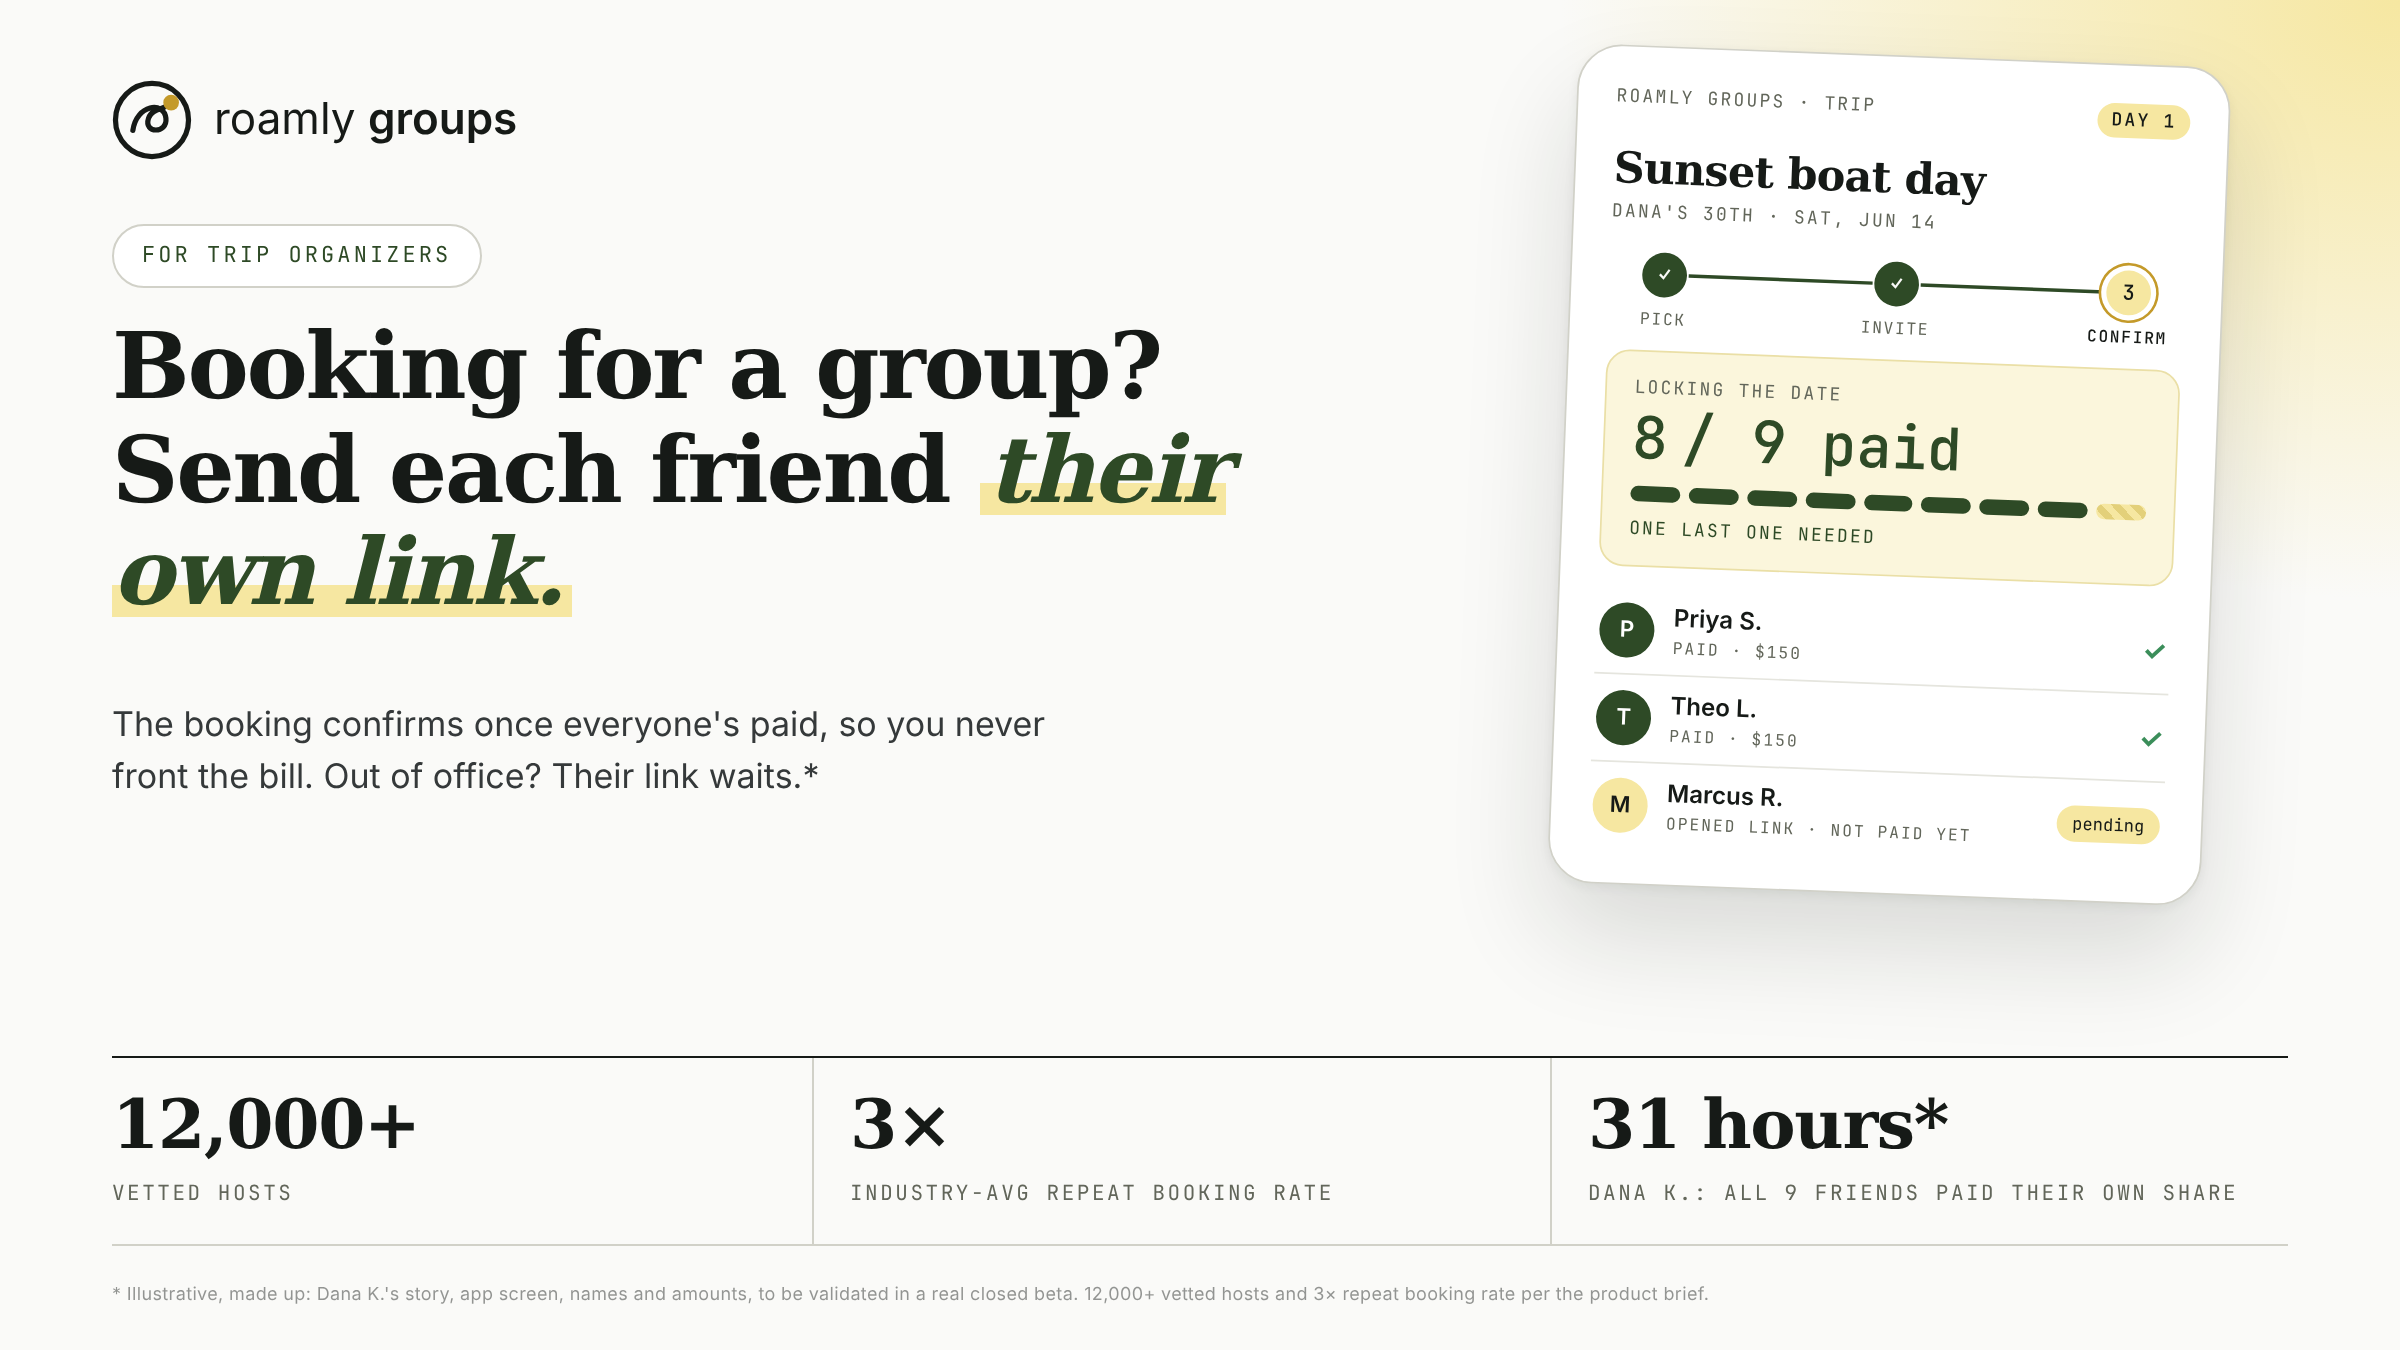 roamly groups
FOR TRIP ORGANIZERS
Booking for a group?
Send each friend their
own link.
The booking confirms once everyone's paid, so you never
front the bill. Out of office? Their link waits.*
ROAMLY GROUPS · TRIP
DAY 1
Sunset boat day
DANA'S 30TH · SAT, JUN 14
3
PICK
INVITE
CONFIRM
LOCKING THE DATE
8 / 9 paid
ONE LAST ONE NEEDED
P
Priya S.
PAID · $150
T
Theo L.
PAID · $150
M
Marcus R.
OPENED LINK · NOT PAID YET
pending
12,000+
VETTED HOSTS
3×
INDUSTRY-AVG REPEAT BOOKING RATE
31 hours*
DANA K.: ALL 9 FRIENDS PAID THEIR OWN SHARE
* Illustrative, made up: Dana K.'s story, app screen, names and amounts, to be validated in a real closed beta. 12,000+ vetted hosts and 3× repeat booking rate per the product brief.